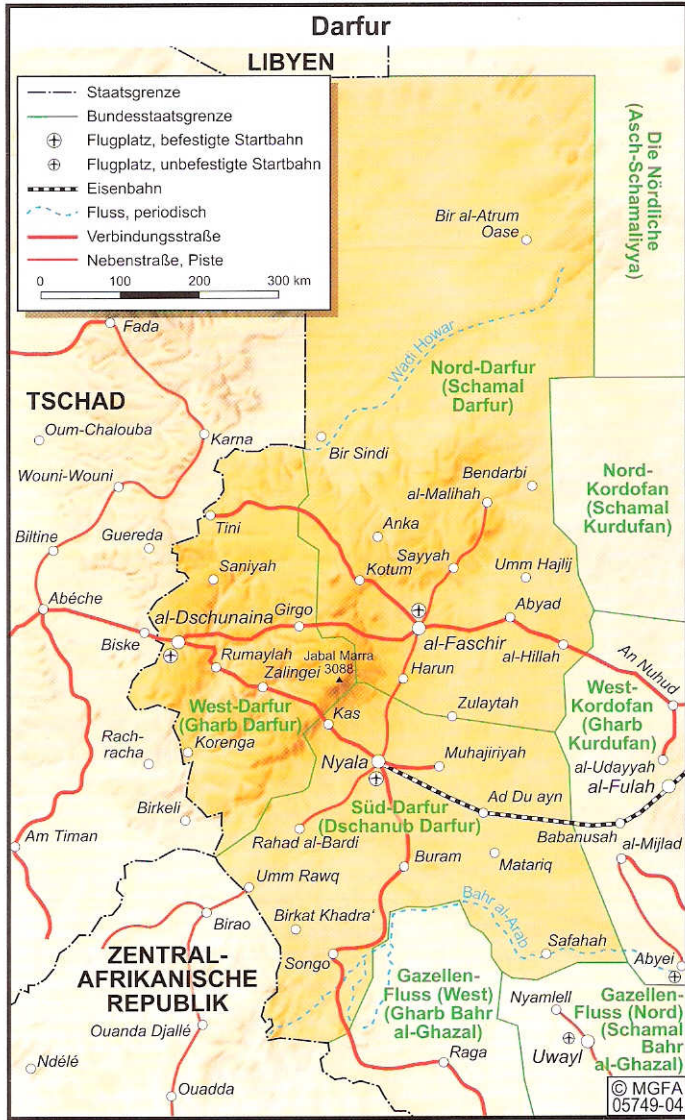 Darfur
LIBYEN
Staatsgrenze
Bundesstaatsgrenze
Flugplatz, befestigte Startbahn
Flugplatz, unbefestigte Startbahn
Eisenbahn
Fluss, periodisch
Verbindungsstraße
Nebenstraße, Piste
0 100 200 300 km
Die Nördliche
(Asch-Schamaliyya)
Bir al-Atrum
Oase
Fada
Wadi Howar
Nord-Darfur
(Schamal
Darfur)
TSCHAD
Oum-Chalouba
Karna
Bir Sindi
Wouni-Wouni
Bendarbi
al-Malihah
Nord-
Kordofan
(Schamal
Kurdufan)
Tini
Anka
Biltine
Guereda
Sayyah
Saniyah
Kotum
Umm Hajlij
Abéche
al-Dschunaina
Girgo
Abyad
Biske
al-Faschir
al-Hillah
Rumaylah
Jabal Marra
3088
Harun
An Nuhud
Zalingei
West-Darfur
(Gharb Darfur)
Kas
Zulaytah
West-
Kordofan
(Gharb
Kurdufan)
Rach-
racha
Korenga
Nyala
Muhajiriyah
al-Udayyah
al-Fulah
Süd-Darfur
(Dschanub Darfur)
Ad Du ayn
Birkeli
Babanusah
Am Timan
Rahad al-Bardi
al-Mijlad
Buram
Matariq
Umm Rawq
Birao
Birkat Khadra‘
Bahr al-Arab
ZENTRAL-
AFRIKANISCHE
REPUBLIK
Songo
Safahah
Abyei
Gazellen-
Fluss (West)
(Gharb Bahr
al-Ghazal)
Nyamlell
Gazellen-
Fluss (Nord)
(Schamal
Bahr
al-Ghazal)
Ouanda Djallé
Uwayl
Ndélé
Raga
Ouadda
© MGFA
05749-04